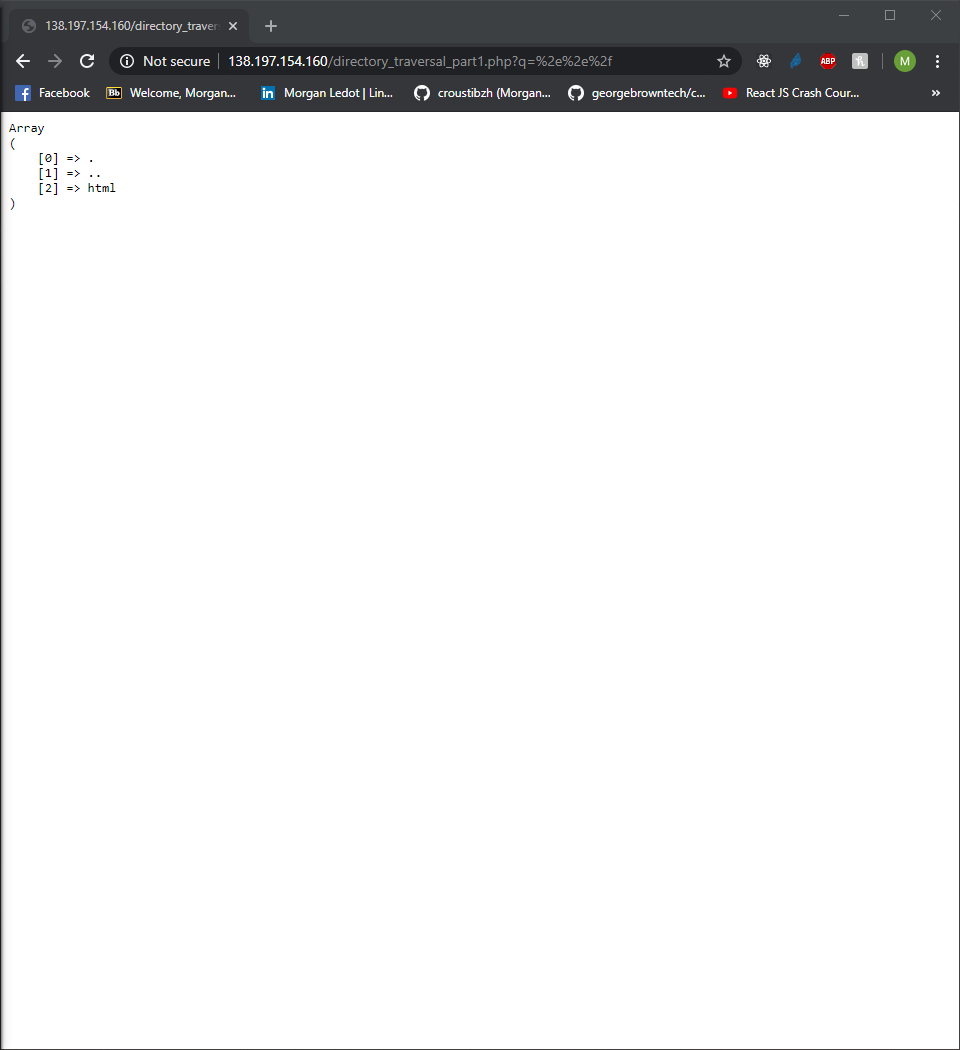 138.197.154.160/directory_traver
Not secure 138.197.154.160/directory_traversal_part1.php?q=%2e%2e%2f
ABP
M
Facebook Bb Welcome, Morgan... in Morgan Ledot | Lin... croustibzh (Morgan... georgebrowntech/c... React JS Crash Cour... »
Array
(
[0] => .
[1] => ..
[2] => html
)